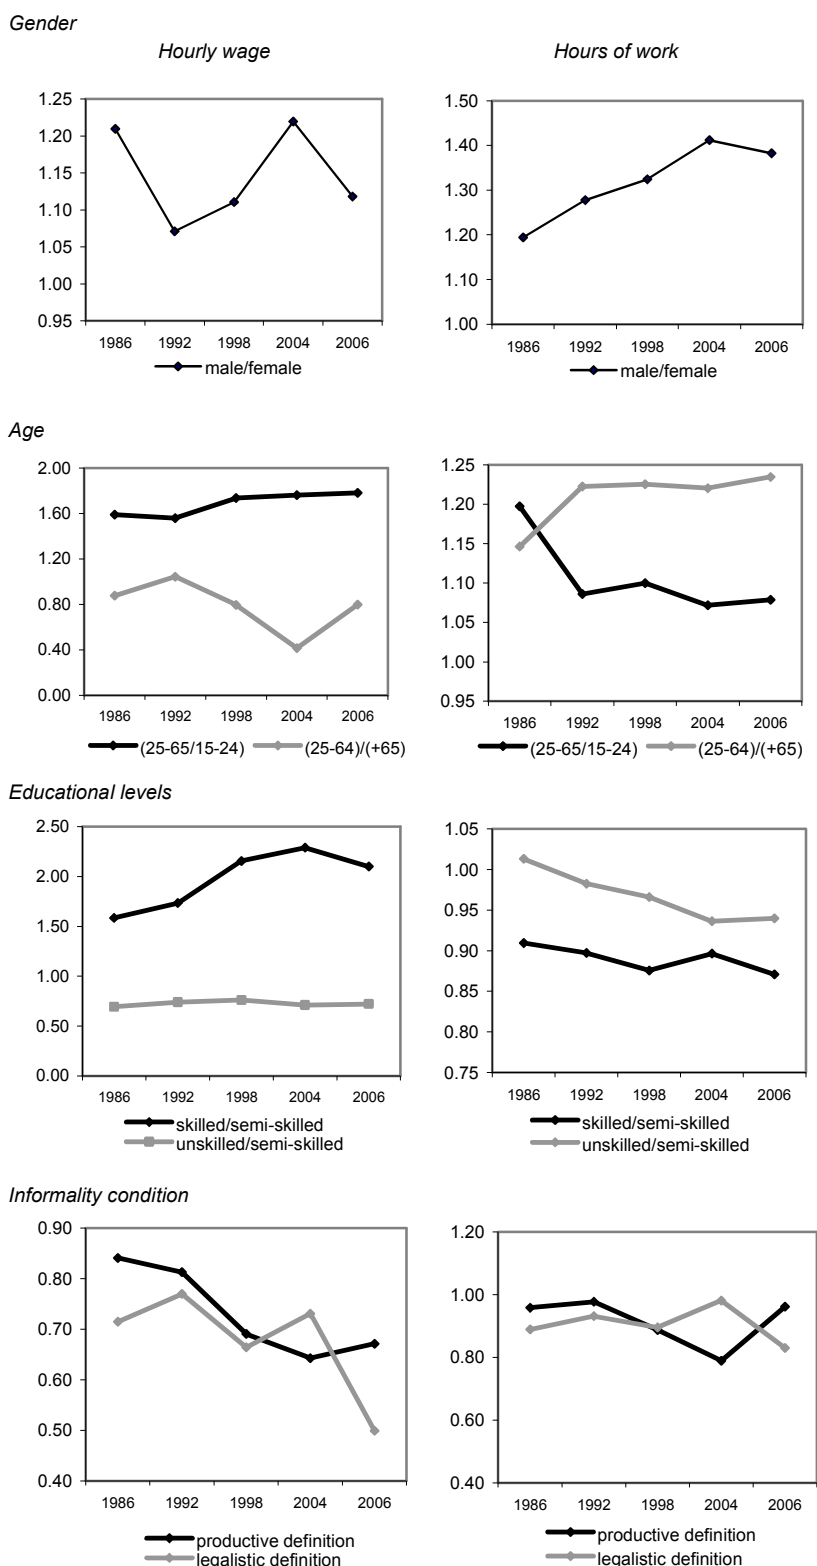 Gender
Hourly wage
Hours of work
1.25
1.20
1.15
1.10
1.05
1.00
0.95
1986 1992 1998 2004 2006
male/female
1.50
1.40
1.30
1.20
1.10
1.00
1986 1992 1998 2004 2006
male/female
Age
2.00
1.60
1.20
0.80
0.40
0.00
1986 1992 1998 2004 2006
(25-65/15-24) (25-64)/(+65)
1.25
1.20
1.15
1.10
1.05
1.00
0.95
1986 1992 1998 2004 2006
(25-65/15-24) (25-64)/(+65)
Educational levels
2.50
2.00
1.50
1.00
0.50
0.00
1986 1992 1998 2004 2006
skilled/semi-skilled
unskilled/semi-skilled
1.05
1.00
0.95
0.90
0.85
0.80
0.75
1986 1992 1998 2004 2006
skilled/semi-skilled
unskilled/semi-skilled
Informality condition
0.90
0.80
0.70
0.60
0.50
0.40
1986 1992 1998 2004 2006
productive definition
legalistic definition
1.20
1.00
0.80
0.60
0.40
1986 1992 1998 2004 2006
productive definition
legalistic definition